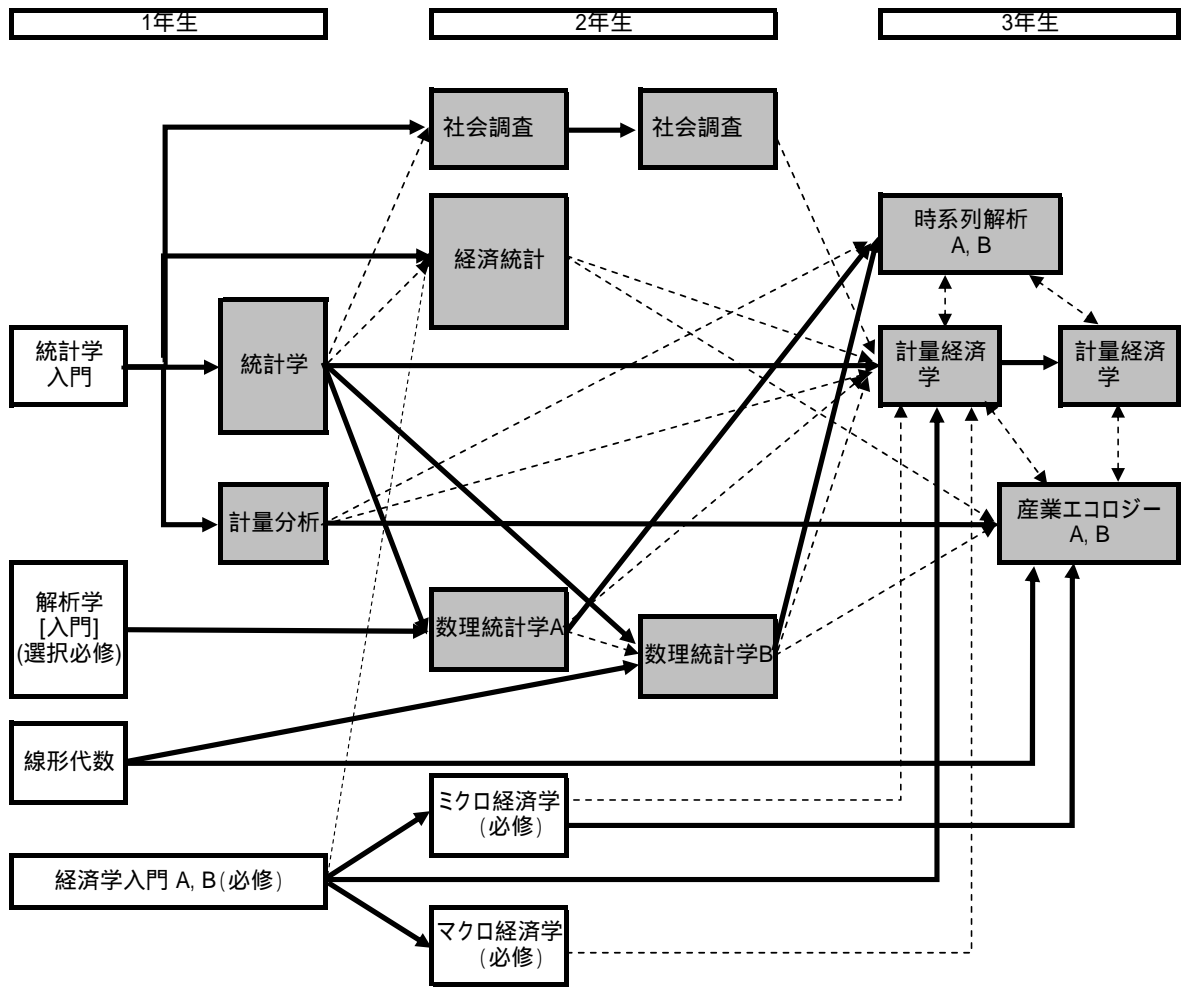 1年生
2年生
3年生
社会調査
社会調査
経済統計
時系列解析
A, B
統計学
入門
統計学
計量経済
学
計量経済
学
計量分析
産業エコロジー
A, B
解析学
[入門]
(選択必修)
数理統計学A
数理統計学B
線形代数
ミクロ経済学
(必修)
経済学入門 A, B(必修)
マクロ経済学
(必修)